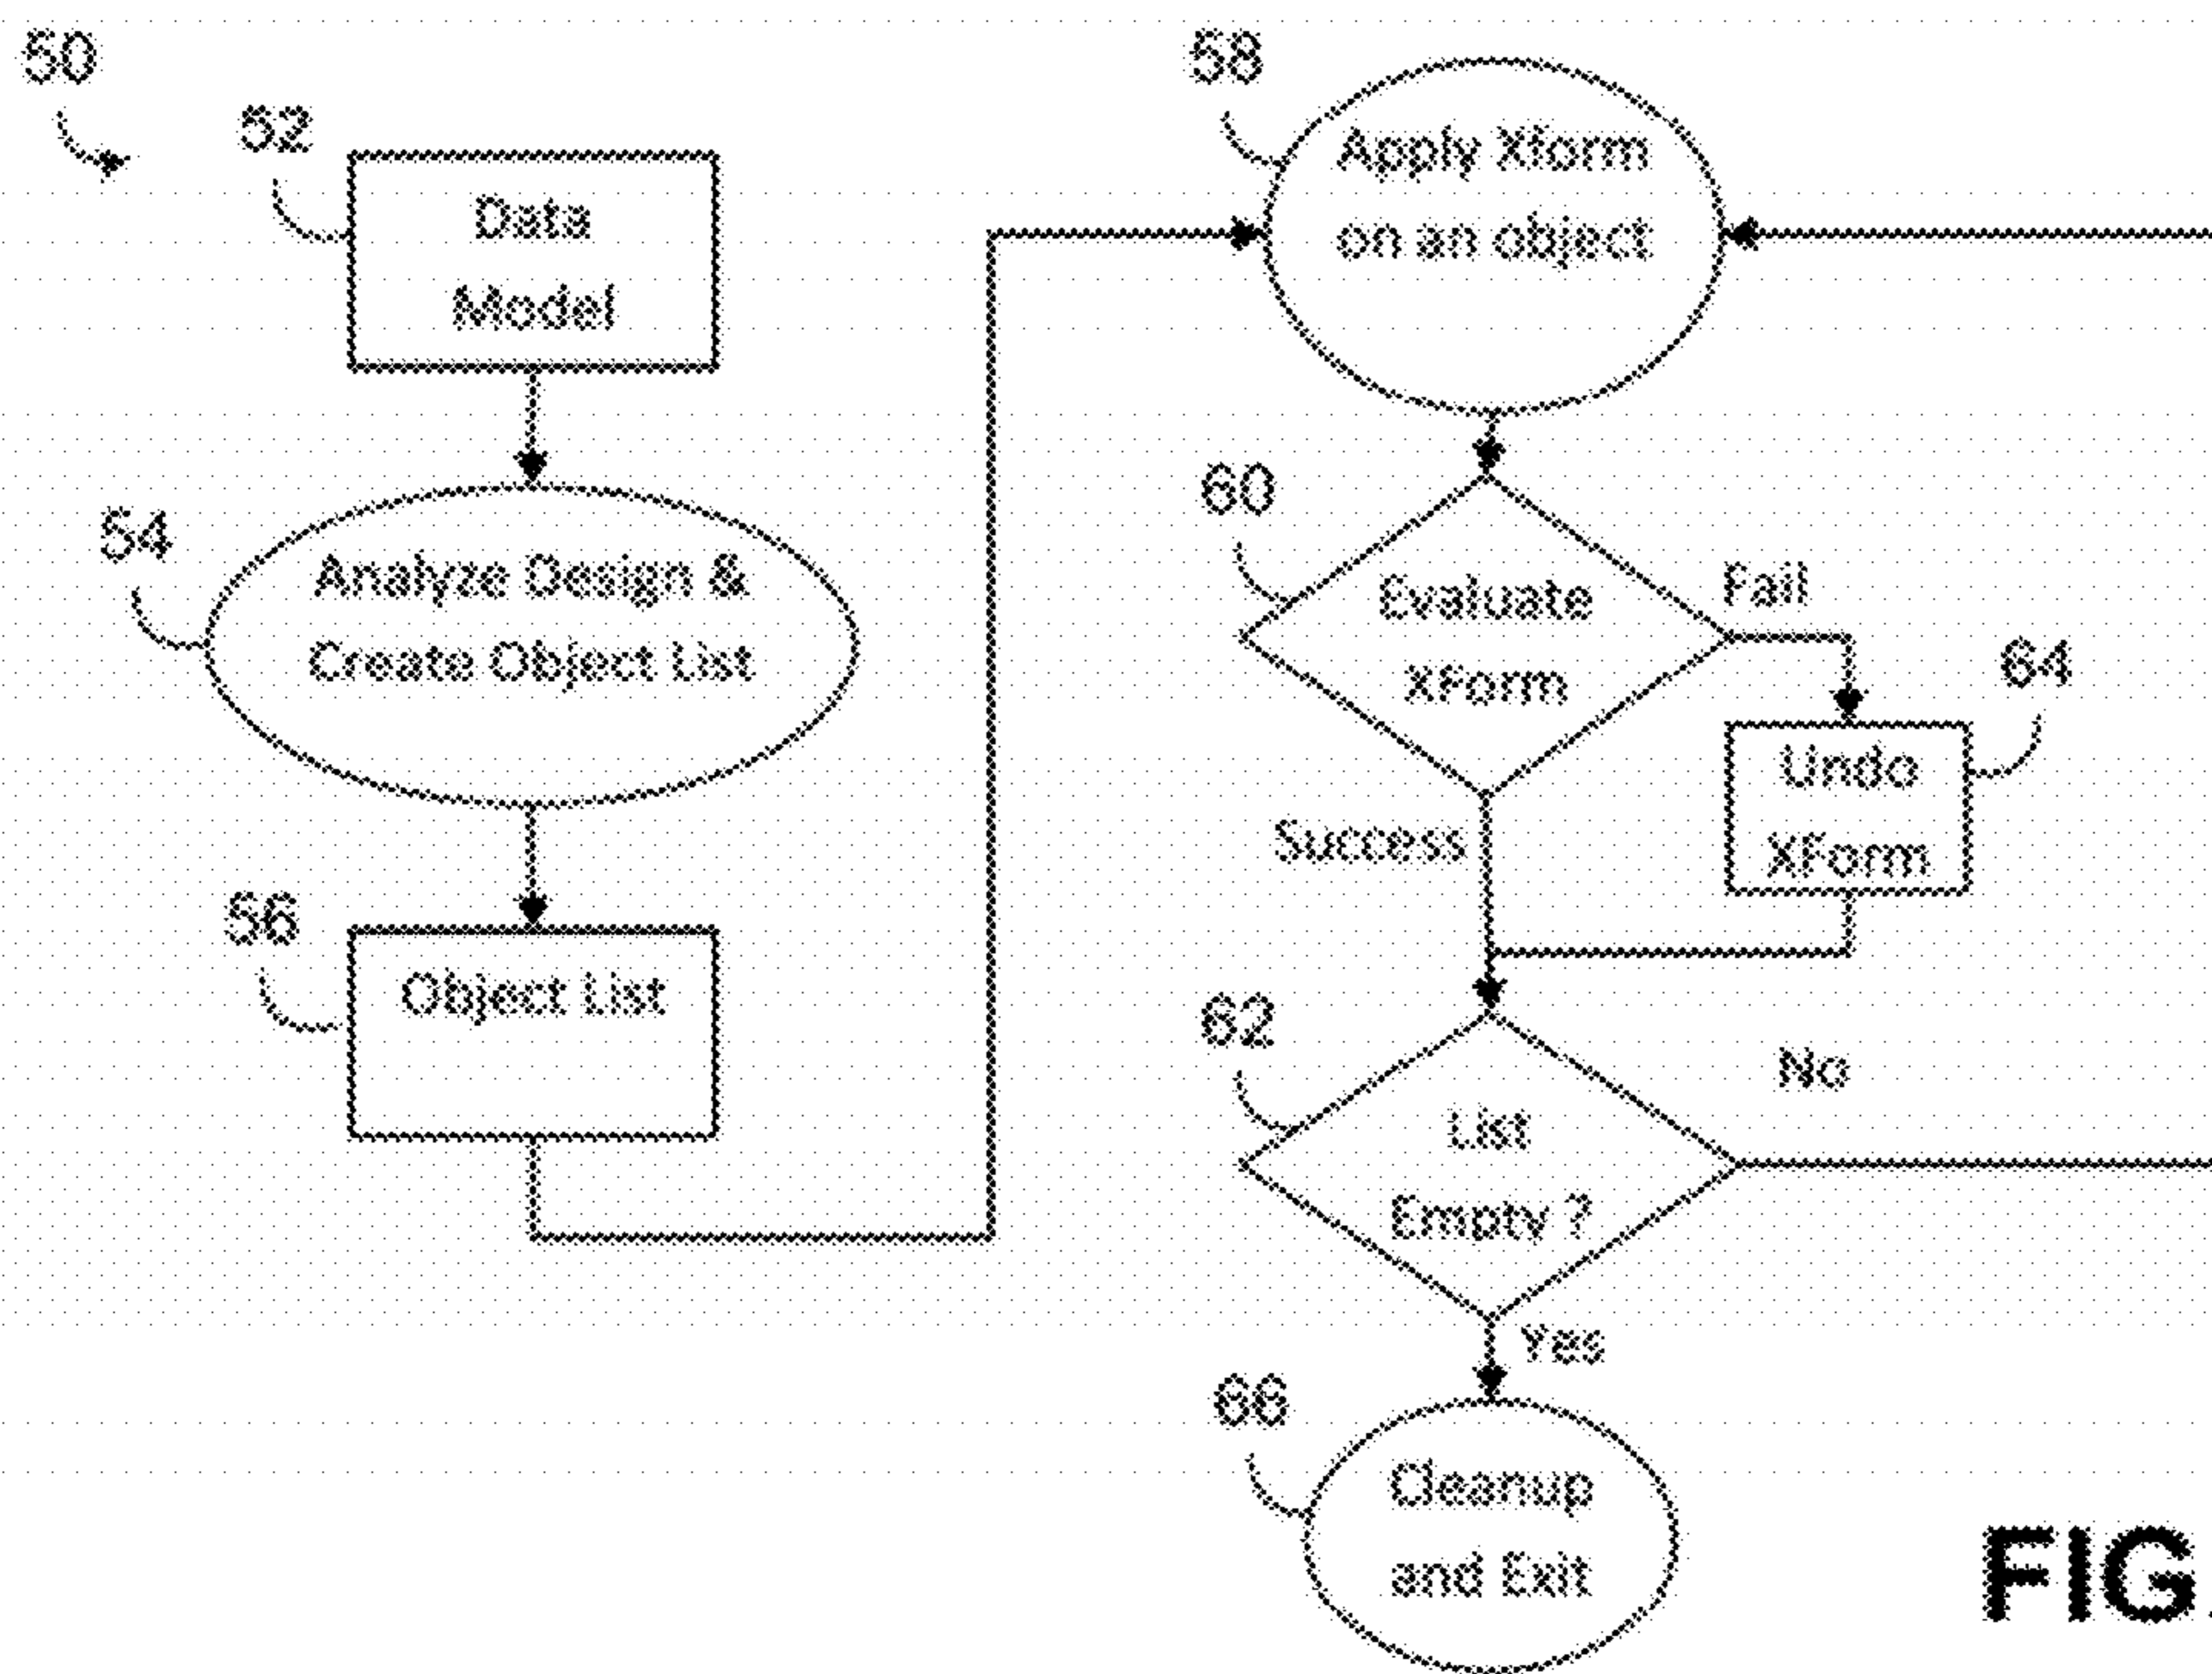 50
52
Data
Model
54
Analyze Design &
Create Object List
56
Object List
58
Apply Xform
on an object
60
Evaluate
XForm
Fail
64
Undo
XForm
Success
62
List
Empty ?
No
Yes
66
Cleanup
and Exit
FIG.